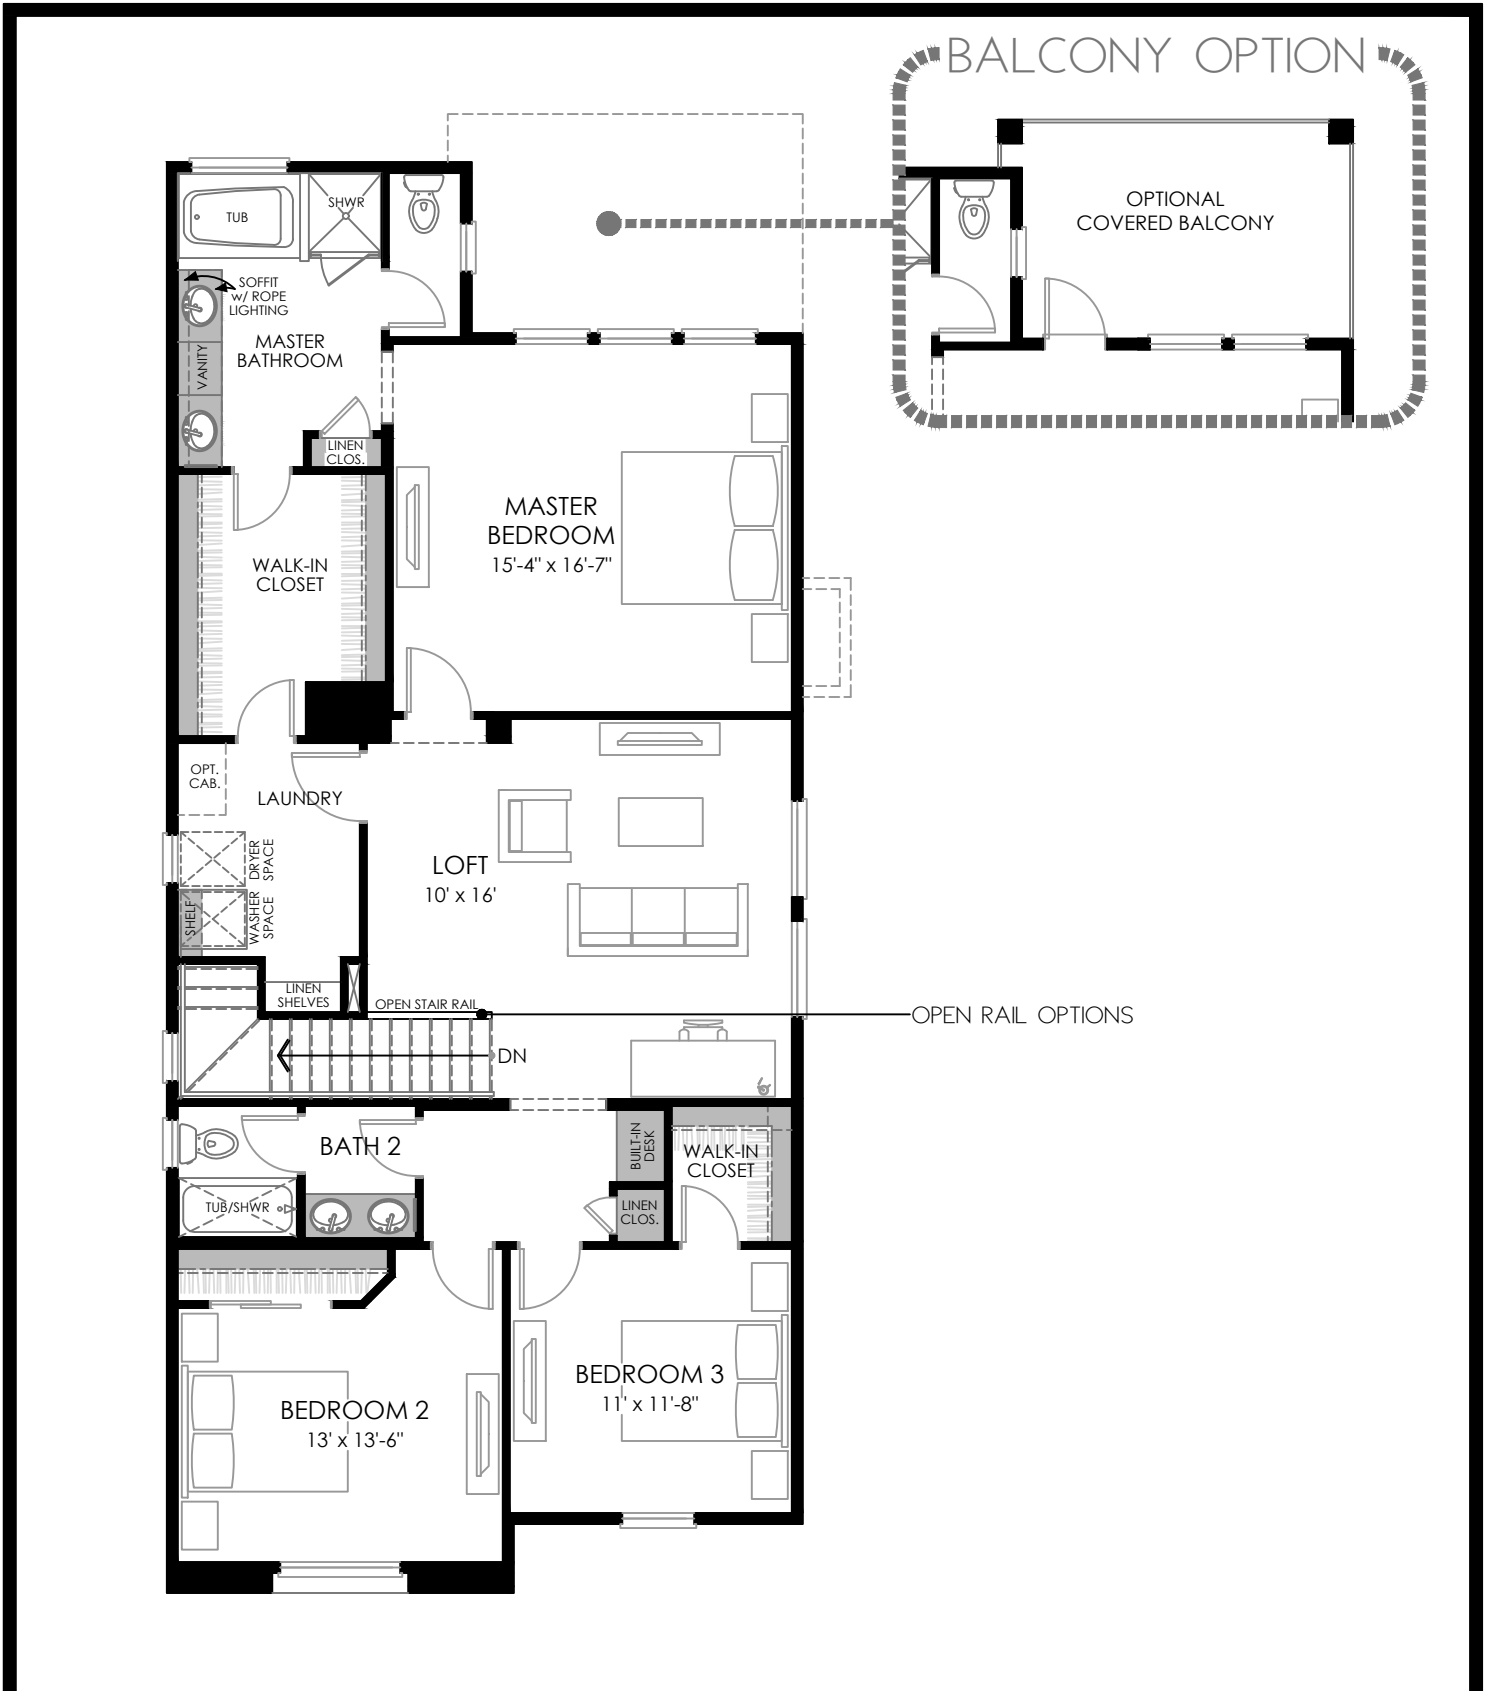 BALCONY OPTION
OPTIONAL
COVERED BALCONY
TUB
SHWR
SOFFIT
w/ ROPE
LIGHTING
MASTER
BATHROOM
VANITY
LINEN
CLOS.
MASTER
BEDROOM
15'-4" x 16'-7"
WALK-IN
CLOSET
OPT.
CAB.
LAUNDRY
DRYER
SPACE
LOFT
10' x 16'
SHELF
WASHER
SPACE
LINEN
SHELVES
OPEN STAIR RAIL
OPEN RAIL OPTIONS
DN
BATH 2
BUILT-IN
DESK
WALK-IN
CLOSET
TUB/SHWR
LINEN
CLOS.
BEDROOM 3
11' x 11'-8"
BEDROOM 2
13' x 13'-6"